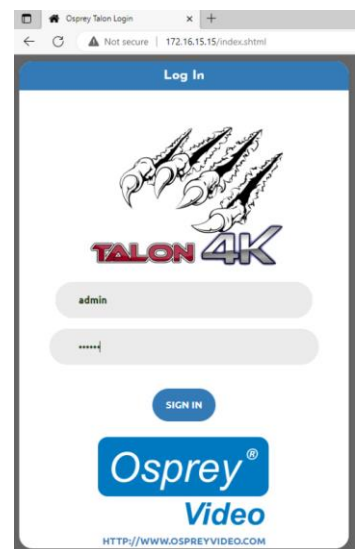 Osprey Talon Login
Not secure | 172.16.15.15/index.shtml
Log In
TALON 4K
admin
••••••
SIGN IN
Osprey®
Video
HTTP://WWW.OSPREYVIDEO.COM